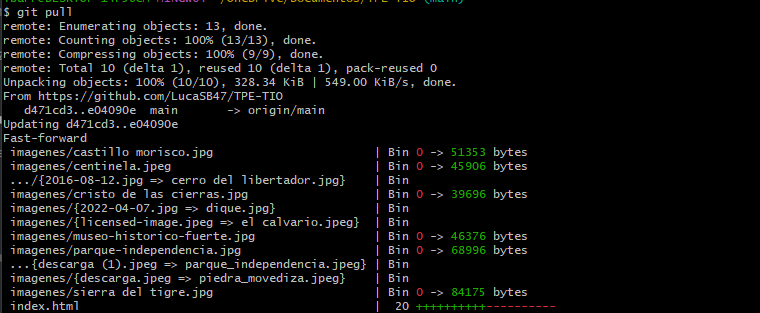 $ git pull
remote: Enumerating objects: 13, done.
remote: Counting objects: 100% (13/13), done.
remote: Compressing objects: 100% (9/9), done.
remote: Total 10 (delta 1), reused 10 (delta 1), pack-reused 0
Unpacking objects: 100% (10/10), 328.34 KiB | 549.00 KiB/s, done.
From https://github.com/LucaSB47/TPE-TIO
   d471cd3..e04090e  main       -> origin/main
Updating d471cd3..e04090e
Fast-forward
 imagenes/castillo morisco.jpg                      | Bin 0 -> 51353 bytes
 imagenes/centinela.jpeg                            | Bin 0 -> 45906 bytes
 .../{2016-08-12.jpg => cerro del libertador.jpg}   | Bin
 imagenes/cristo de las cierras.jpg                 | Bin 0 -> 39696 bytes
 imagenes/{2022-04-07.jpg => dique.jpg}             | Bin
 imagenes/{licensed-image.jpeg => el calvario.jpeg} | Bin
 imagenes/museo-historico-fuerte.jpg                | Bin 0 -> 46376 bytes
 imagenes/parque-independencia.jpg                  | Bin 0 -> 68996 bytes
 ...{descarga (1).jpeg => parque_independencia.jpeg} | Bin
 imagenes/{descarga.jpeg => piedra_movediza.jpeg}   | Bin
 imagenes/sierra del tigre.jpg                      | Bin 0 -> 84175 bytes
 index.html                                         |  20 ++++++++++----------